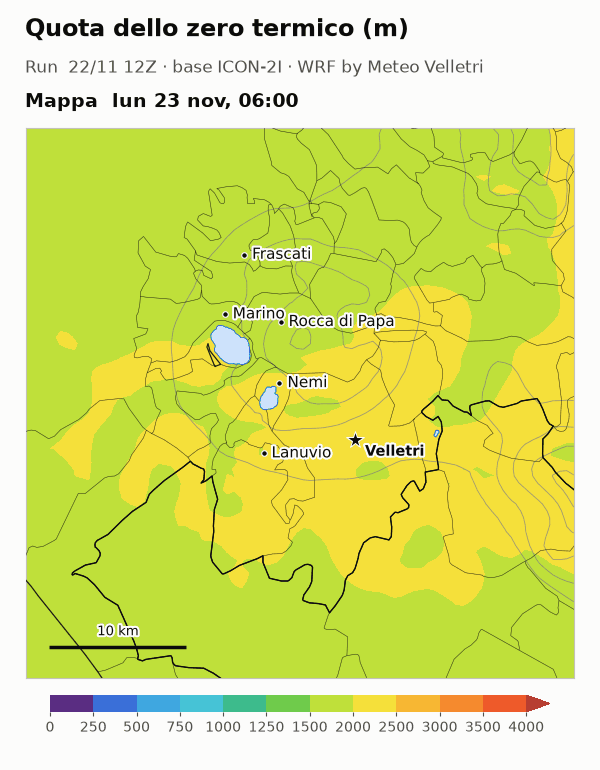 Quota dello zero termico (m)
Run  22/11 12Z · base ICON-2I · WRF by Meteo Velletri
Mappa  lun 23 nov, 06:00
Frascati
Marino
Rocca di Papa
Nemi
Velletri
Lanuvio
10 km
0 250 500 750 1000 1250 1500 2000 2500 3000 3500 4000